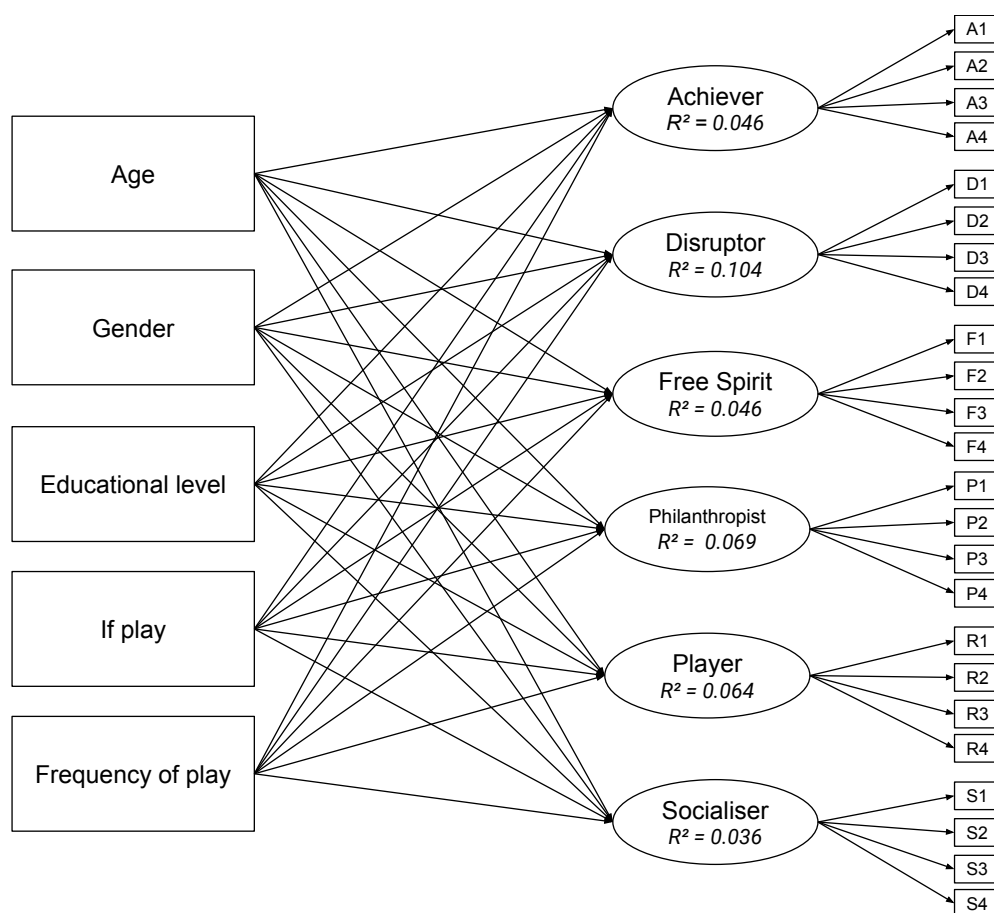 Age
Gender
Educational level
If play
Frequency of play
Achiever
R² = 0.046
Disruptor
R² = 0.104
Free Spirit
R² = 0.046
Philanthropist
R² = 0.069
Player
R² = 0.064
Socialiser
R² = 0.036
A1
A2
A3
A4
D1
D2
D3
D4
F1
F2
F3
F4
P1
P2
P3
P4
R1
R2
R3
R4
S1
S2
S3
S4